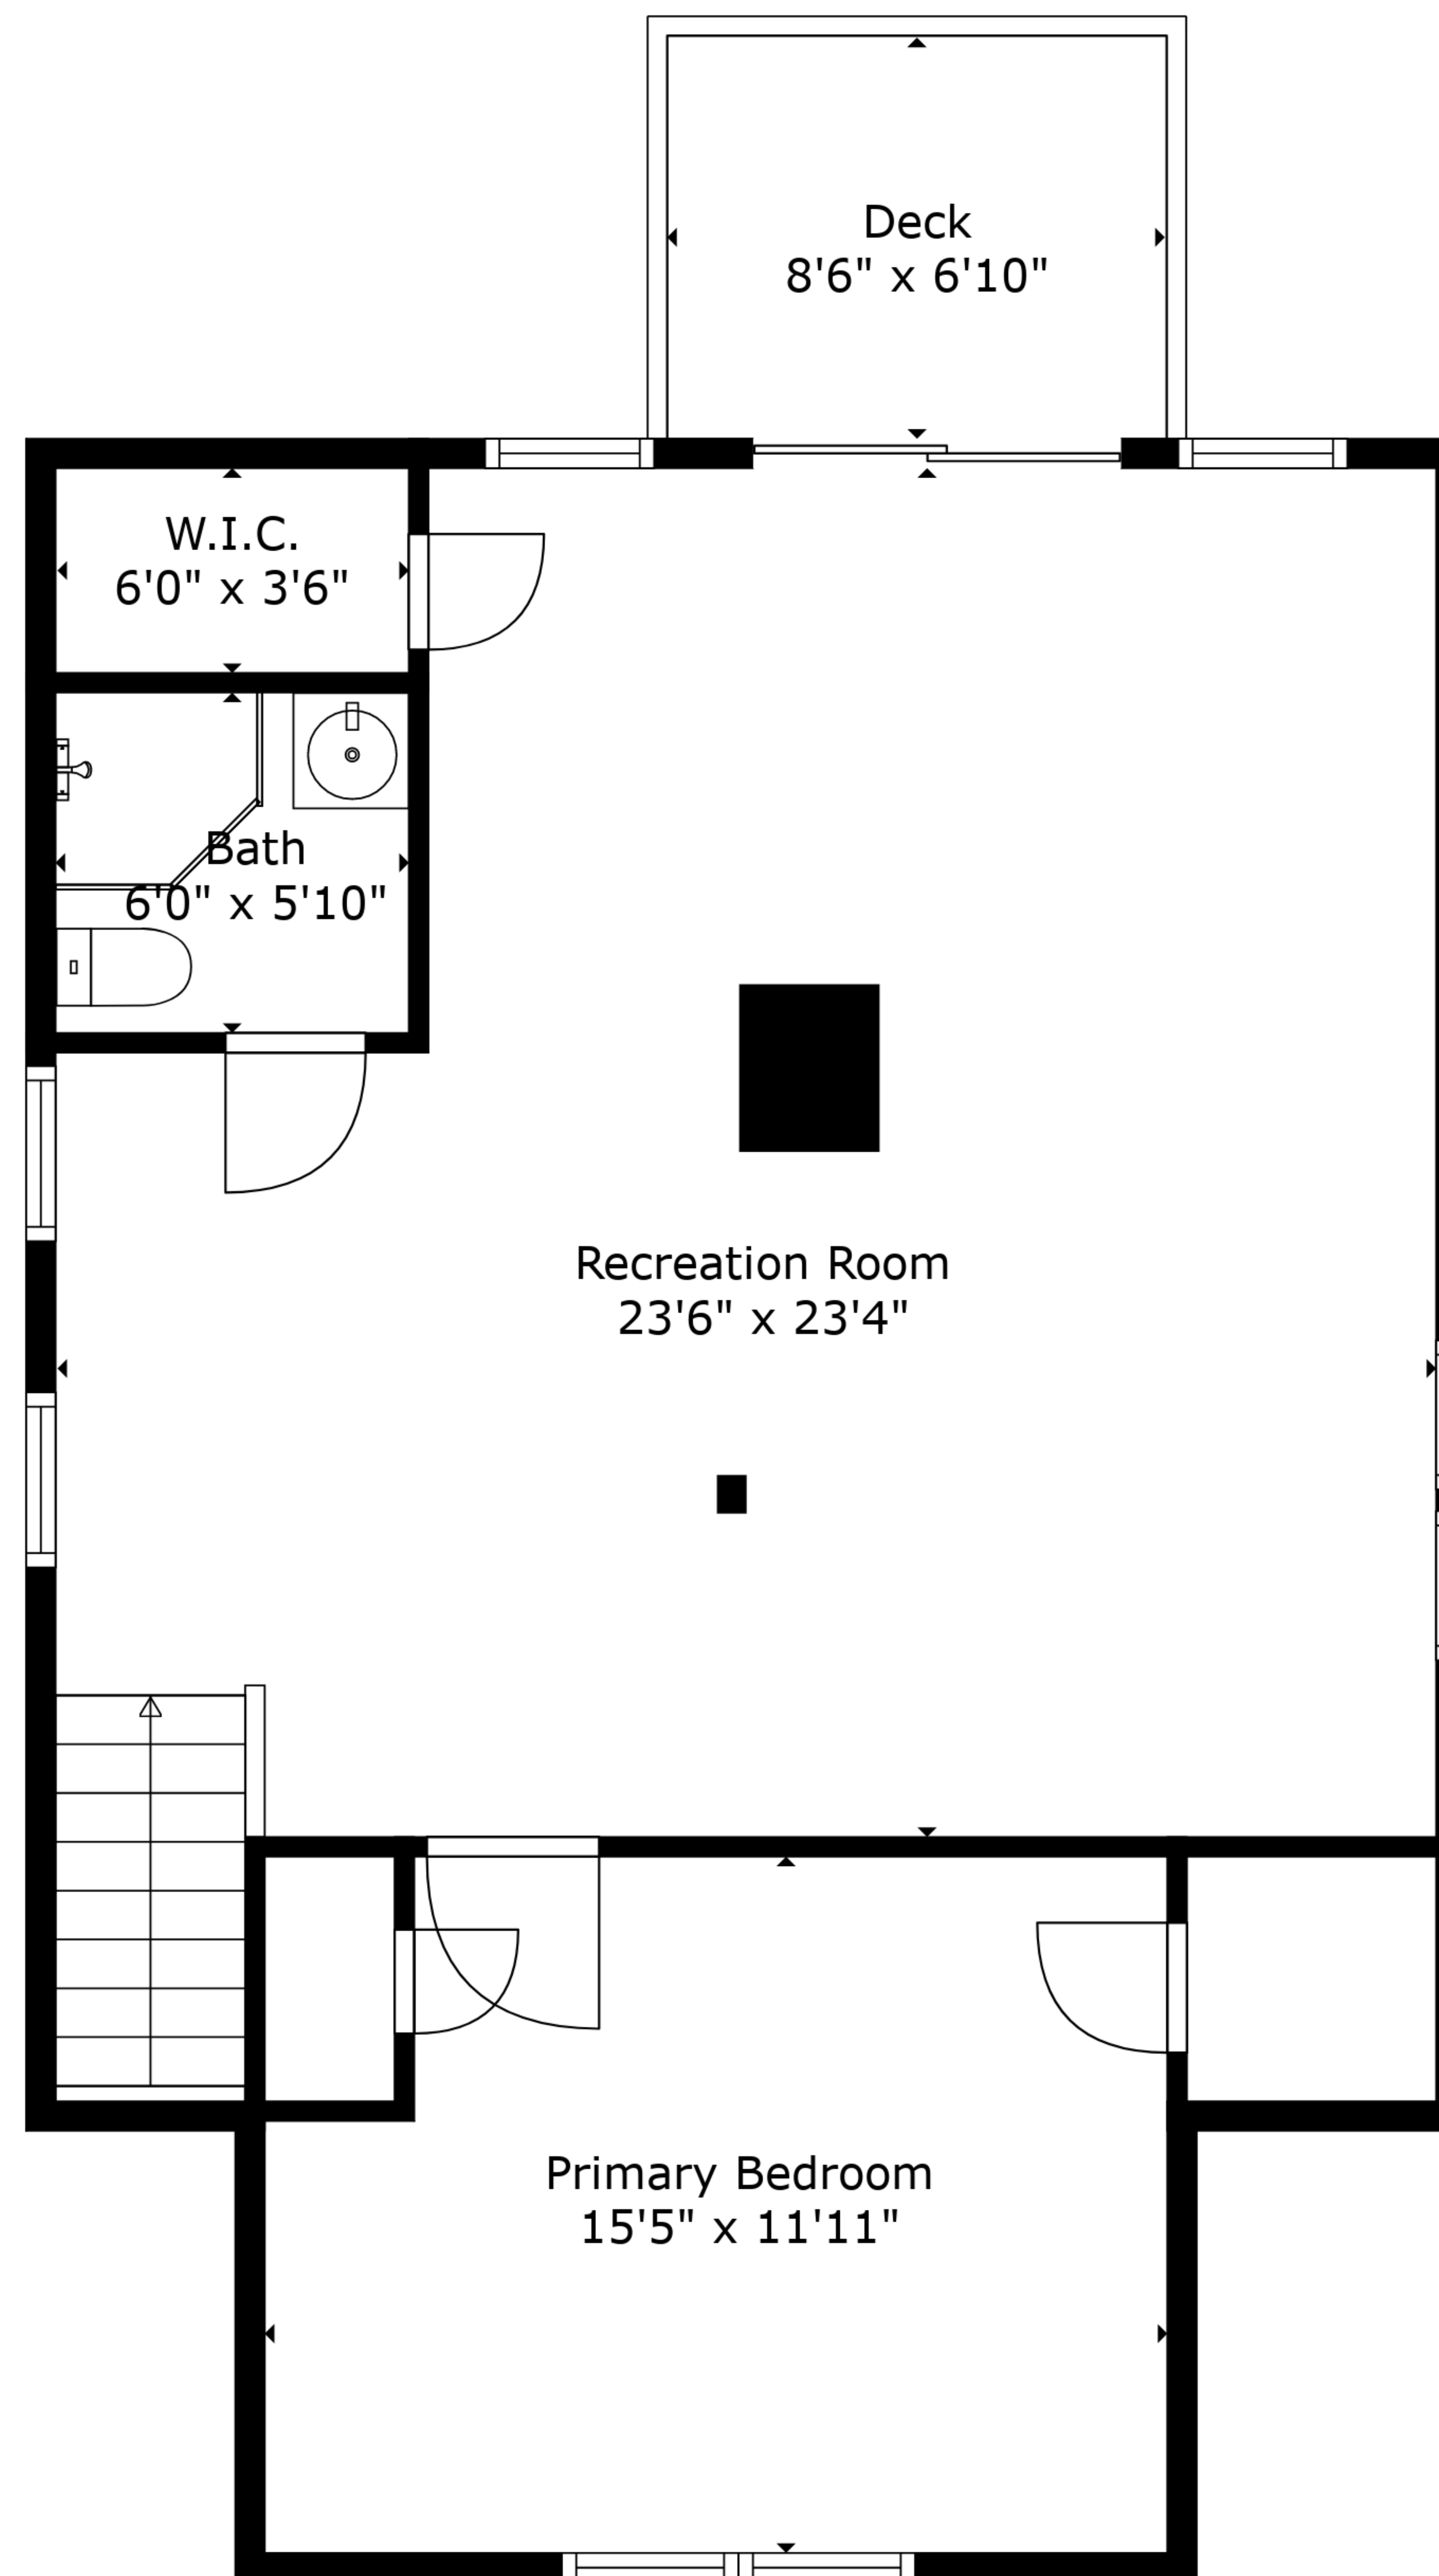 Deck
8'6" x 6'10"
W.I.C.
6'0" x 3'6"
Bath
6'0" x 5'10"
Recreation Room
23'6" x 23'4"
Primary Bedroom
15'5" x 11'11"